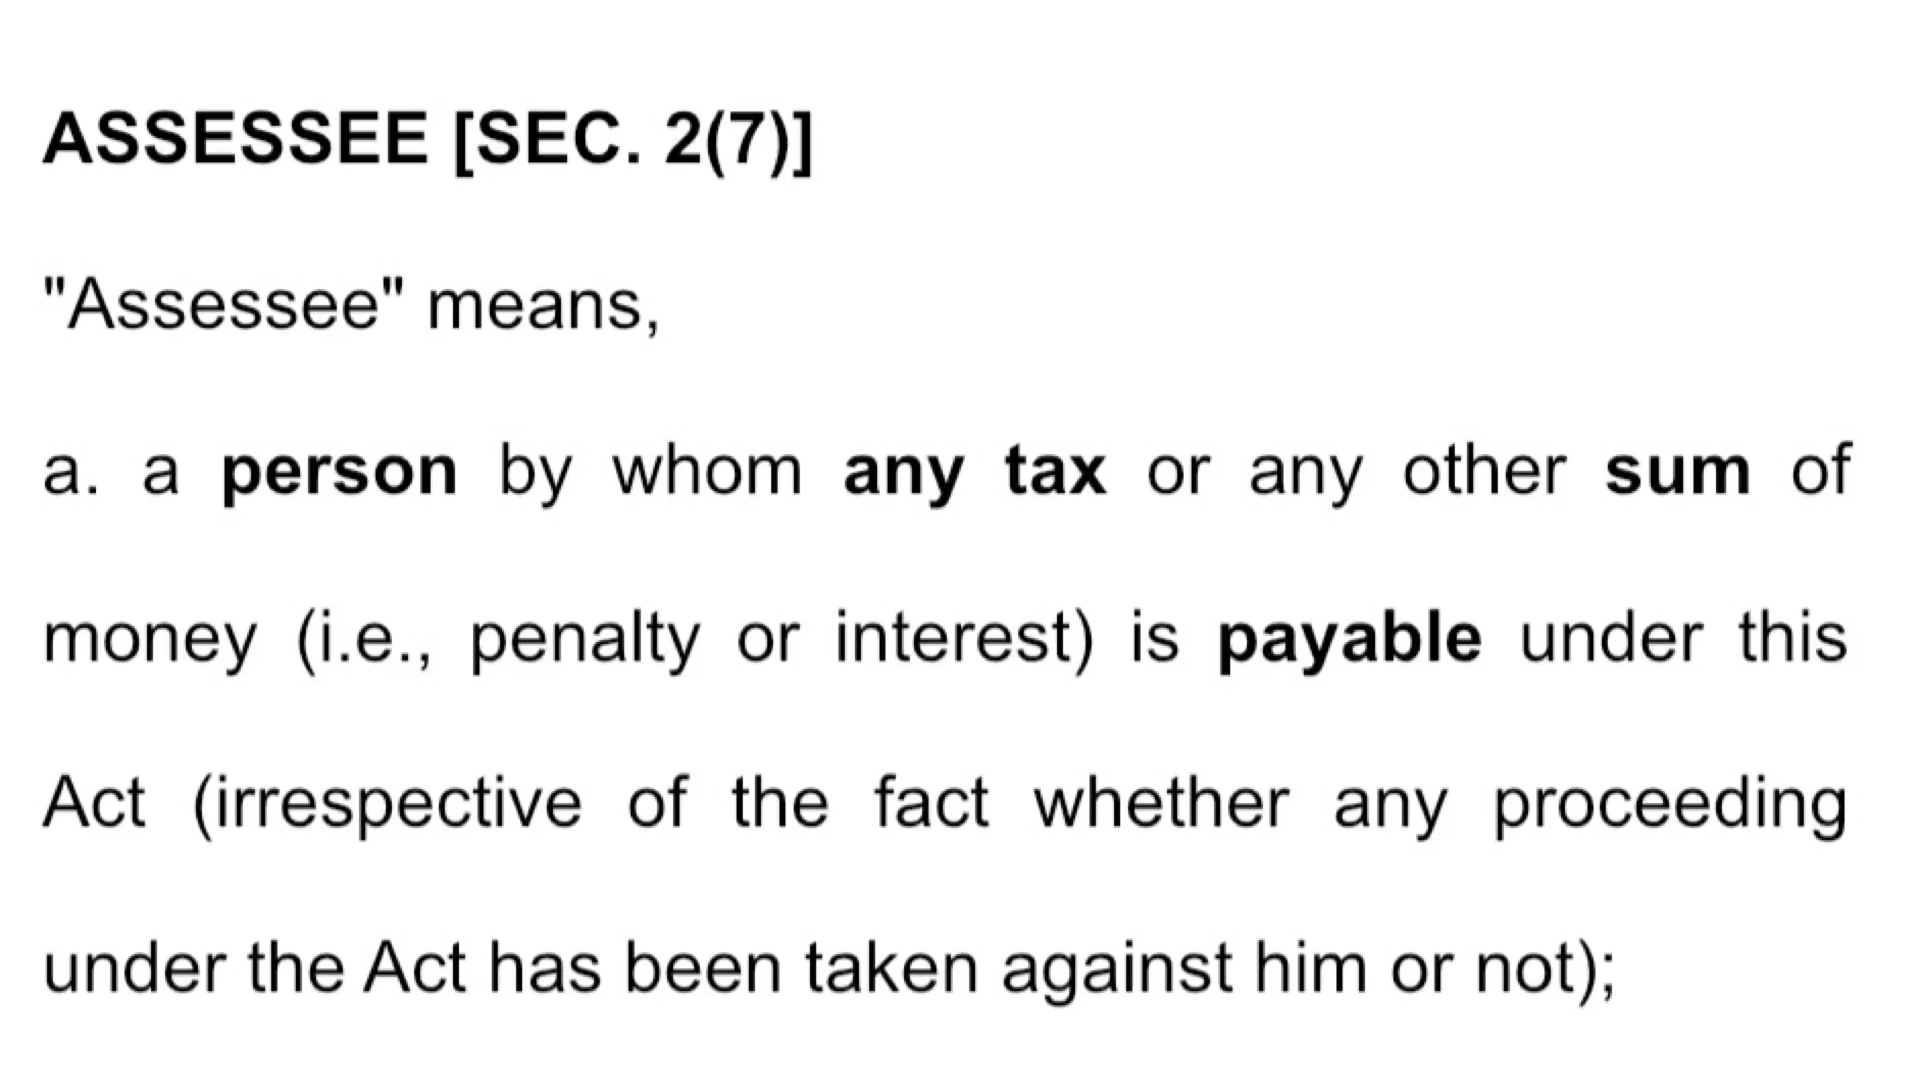 ASSESSEE [SEC. 2(7)]
"Assessee" means,
a. a person by whom any tax or any other sum of
money (i.e., penalty or interest) is payable under this
Act (irrespective of the fact whether any proceeding
under the Act has been taken against him or not);